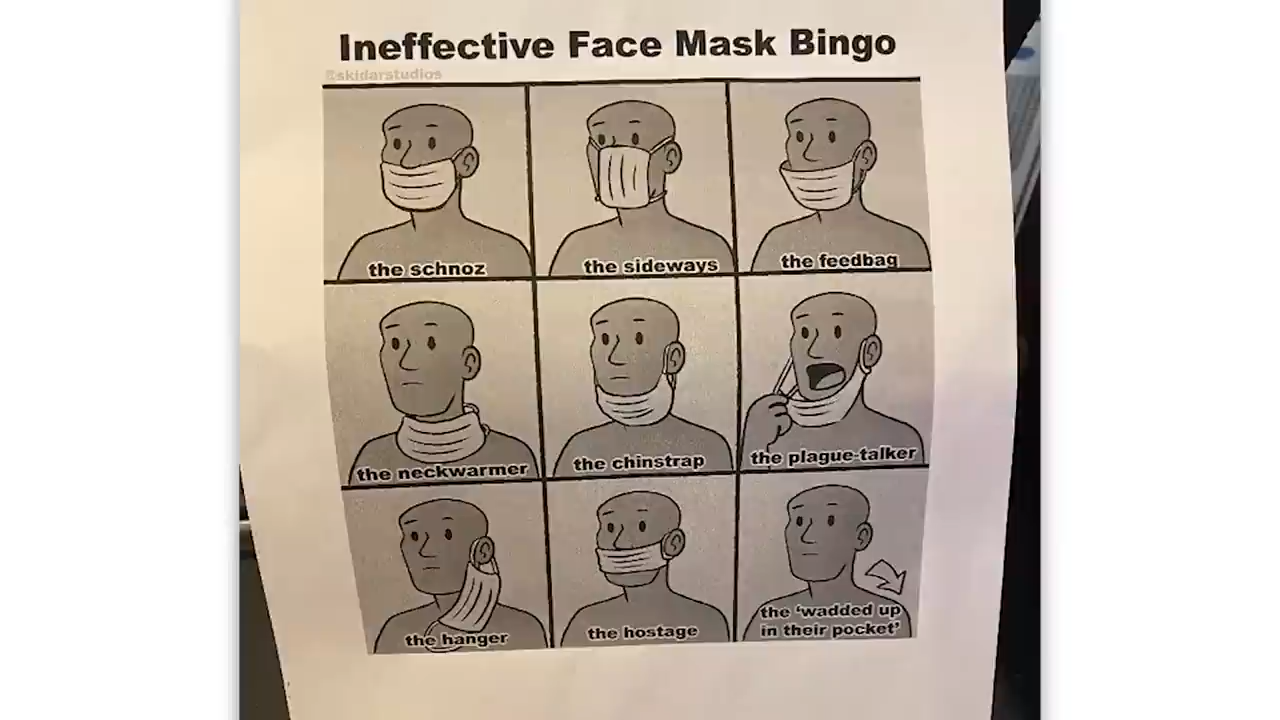 Ineffective Face Mask Bingo
@skidarstudios
the schnoz
the sideways
the feedbag
the neckwarmer
the chinstrap
the plague-talker
the hanger
the hostage
the ‘wadded up
in their pocket’